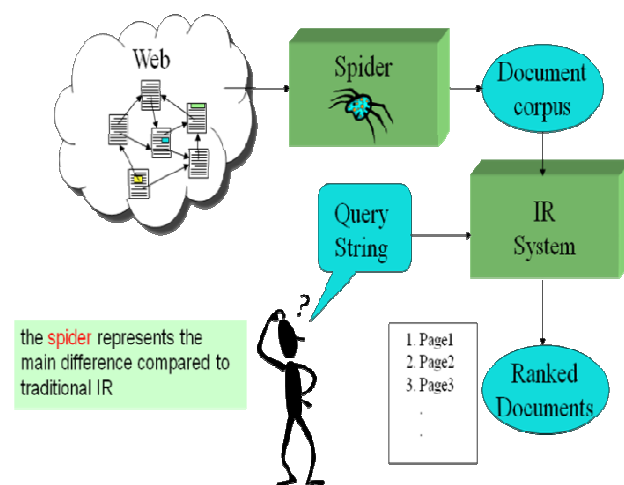 Web
Spider
Document
corpus
Query
String
IR
System
?
the spider represents the
main difference compared to
traditional IR
1. Page1
2. Page2
3. Page3
.
.
Ranked
Documents